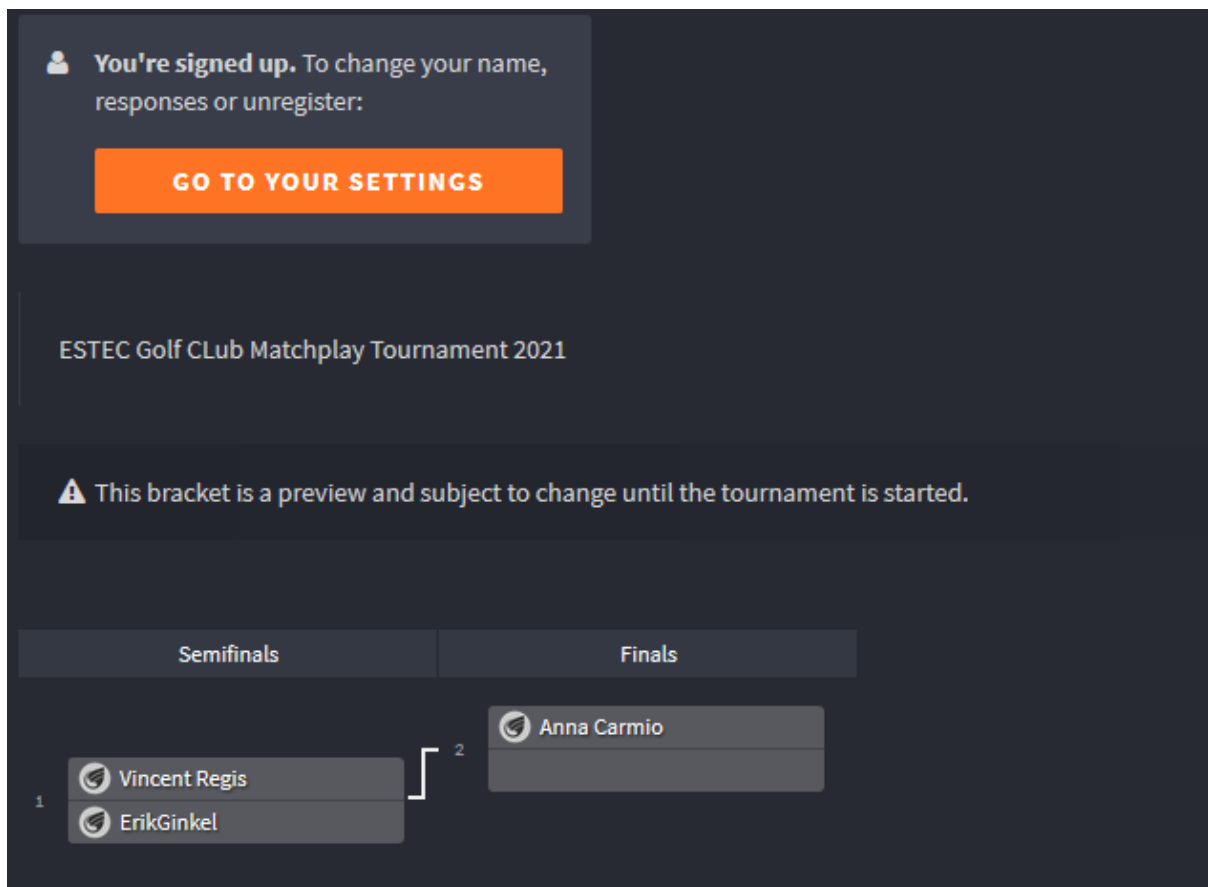 You're signed up. To change your name,
responses or unregister:
GO TO YOUR SETTINGS
ESTEC Golf CLub Matchplay Tournament 2021
This bracket is a preview and subject to change until the tournament is started.
Semifinals
Finals
2
Anna Carmio
1
Vincent Regis
ErikGinkel